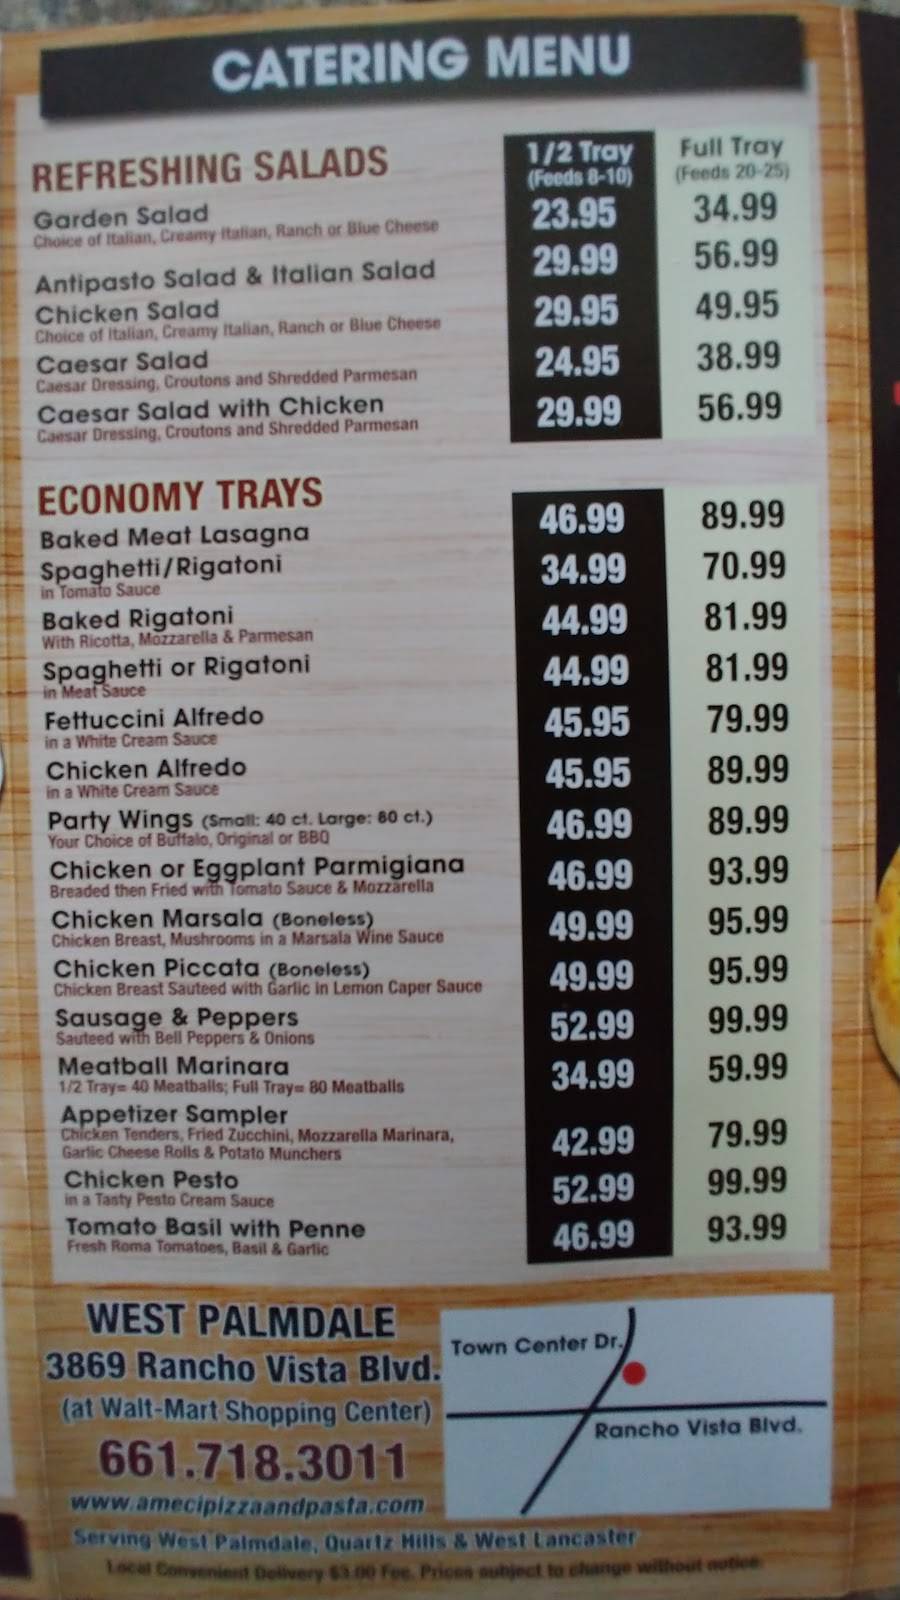 CATERING MENU
REFRESHING SALADS 1/2 Tray (Feeds 8-10) Full Tray (Feeds 20-25)
Garden Salad 23.95 34.99
Choice of Italian, Creamy Italian, Ranch or Blue Cheese
Antipasto Salad & Italian Salad 29.99 56.99
Chicken Salad 29.95 49.95
Choice of Italian, Creamy Italian, Ranch or Blue Cheese
Caesar Salad 24.95 38.99
Caesar Dressing, Croutons and Shredded Parmesan
Caesar Salad with Chicken 29.99 56.99
Caesar Dressing, Croutons and Shredded Parmesan
ECONOMY TRAYS
Baked Meat Lasagna 46.99 89.99
Spaghetti/Rigatoni 34.99 70.99
in Tomato Sauce
Baked Rigatoni 44.99 81.99
With Ricotta, Mozzarella & Parmesan
Spaghetti or Rigatoni 44.99 81.99
in Meat Sauce
Fettuccini Alfredo 45.95 79.99
in a White Cream Sauce
Chicken Alfredo 45.95 89.99
in a White Cream Sauce
Party Wings (Small: 40 ct. Large: 80 ct.) 46.99 89.99
Your Choice of Buffalo, Original or BBQ
Chicken or Eggplant Parmigiana 46.99 93.99
Breaded then Fried with Tomato Sauce & Mozzarella
Chicken Marsala (Boneless) 49.99 95.99
Chicken Breast, Mushrooms in a Marsala Wine Sauce
Chicken Piccata (Boneless) 49.99 95.99
Chicken Breast Sauteed with Garlic in Lemon Caper Sauce
Sausage & Peppers 52.99 99.99
Sauteed with Bell Peppers & Onions
Meatball Marinara 34.99 59.99
1/2 Tray= 40 Meatballs; Full Tray= 80 Meatballs
Appetizer Sampler 42.99 79.99
Chicken Tenders, Fried Zucchini, Mozzarella Marinara,
Garlic Cheese Rolls & Potato Munchers
Chicken Pesto 52.99 99.99
in a Tasty Pesto Cream Sauce
Tomato Basil with Penne 46.99 93.99
Fresh Roma Tomatoes, Basil & Garlic
WEST PALMDALE
3869 Rancho Vista Blvd.
(at Walt-Mart Shopping Center)
661.718.3011
www.amecipizzaandpasta.com
Town Center Dr.
Rancho Vista Blvd.
Serving West Palmdale, Quartz Hills & West Lancaster
Local Convenient Delivery $3.00 Fee. Prices subject to change without notice.